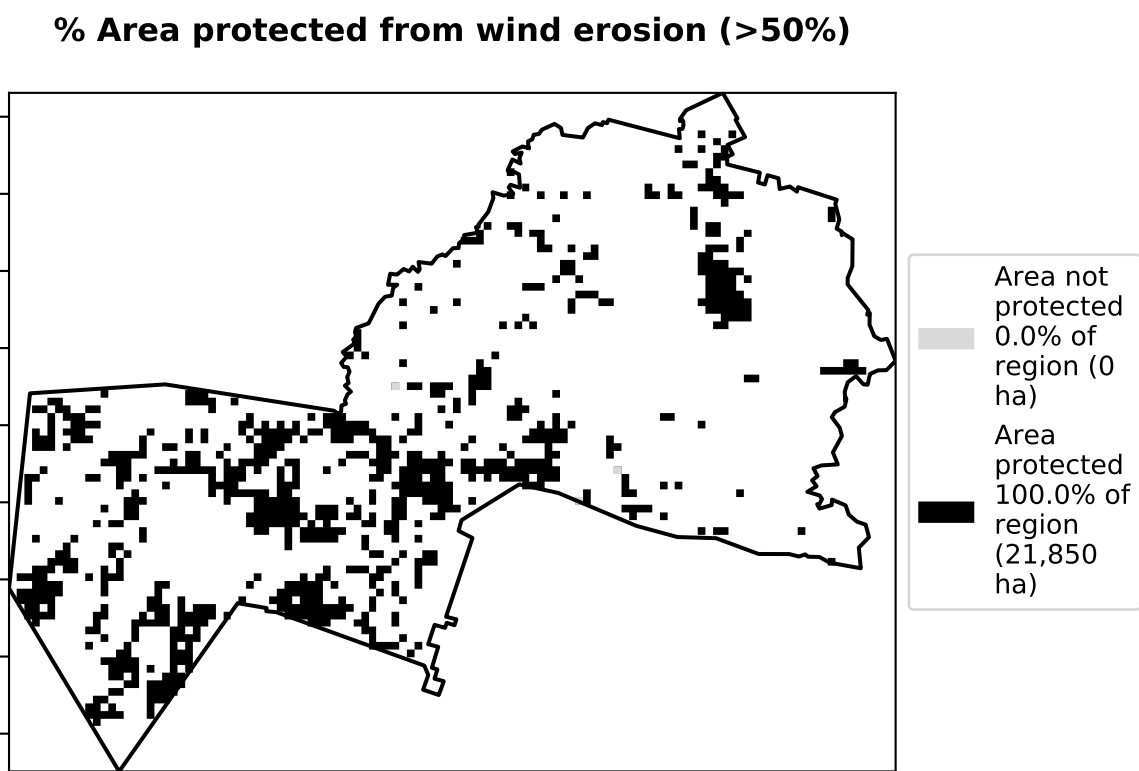 % Area protected from wind erosion (>50%)
Area not
protected
0.0% of
region (0
ha)
Area
protected
100.0% of
region
(21,850
ha)